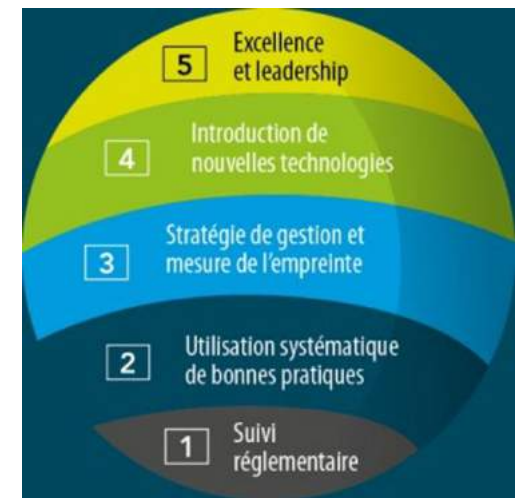 5 Excellence
et leadership
4 Introduction de
nouvelles technologies
3 Stratégie de gestion et
mesure de l'empreinte
2 Utilisation systématique
de bonnes pratiques
1 Suivi
réglementaire